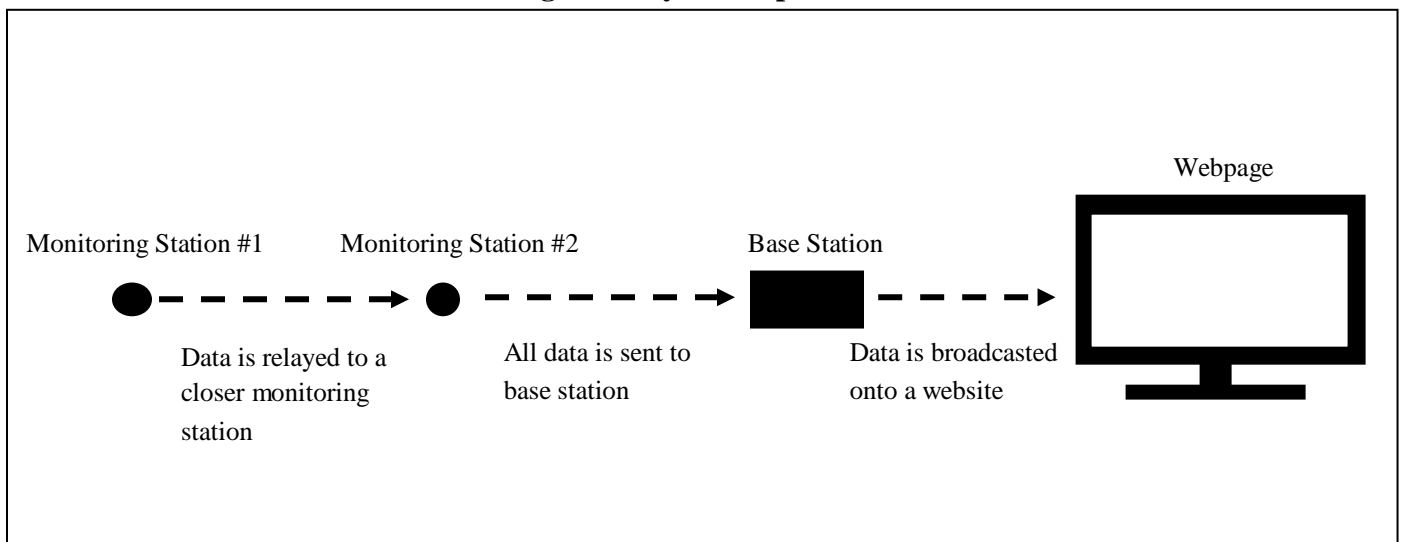 Webpage
Monitoring Station #1
Monitoring Station #2
Base Station
Data is relayed to a
closer monitoring
station
All data is sent to
base station
Data is broadcasted
onto a website